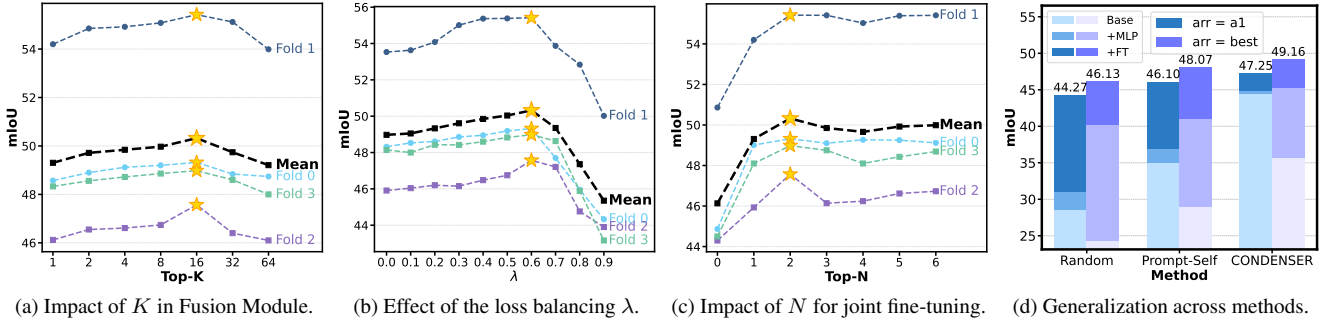 mIoU
56
54
52
50
48
46
Fold 1
Mean
Fold 0
Fold 3
Fold 2
1 2 4 8 16 32 64
Top-K
(a) Impact of K in Fusion Module.
mIoU
56
54
52
50
48
46
44
Fold 1
Mean
Fold 0
Fold 2
Fold 3
0.0 0.1 0.2 0.3 0.4 0.5 0.6 0.7 0.8 0.9
λ
(b) Effect of the loss balancing λ.
mIoU
56
54
52
50
48
46
44
Fold 1
Mean
Fold 0
Fold 3
Fold 2
0 1 2 3 4 5 6
Top-N
(c) Impact of N for joint fine-tuning.
mIoU
55
50
45
40
35
30
25
Base
+MLP
+FT
arr = a1
arr = best
44.27 46.13 46.10 48.07 47.25 49.16
Random Prompt-Self CONDENSER
Method
(d) Generalization across methods.